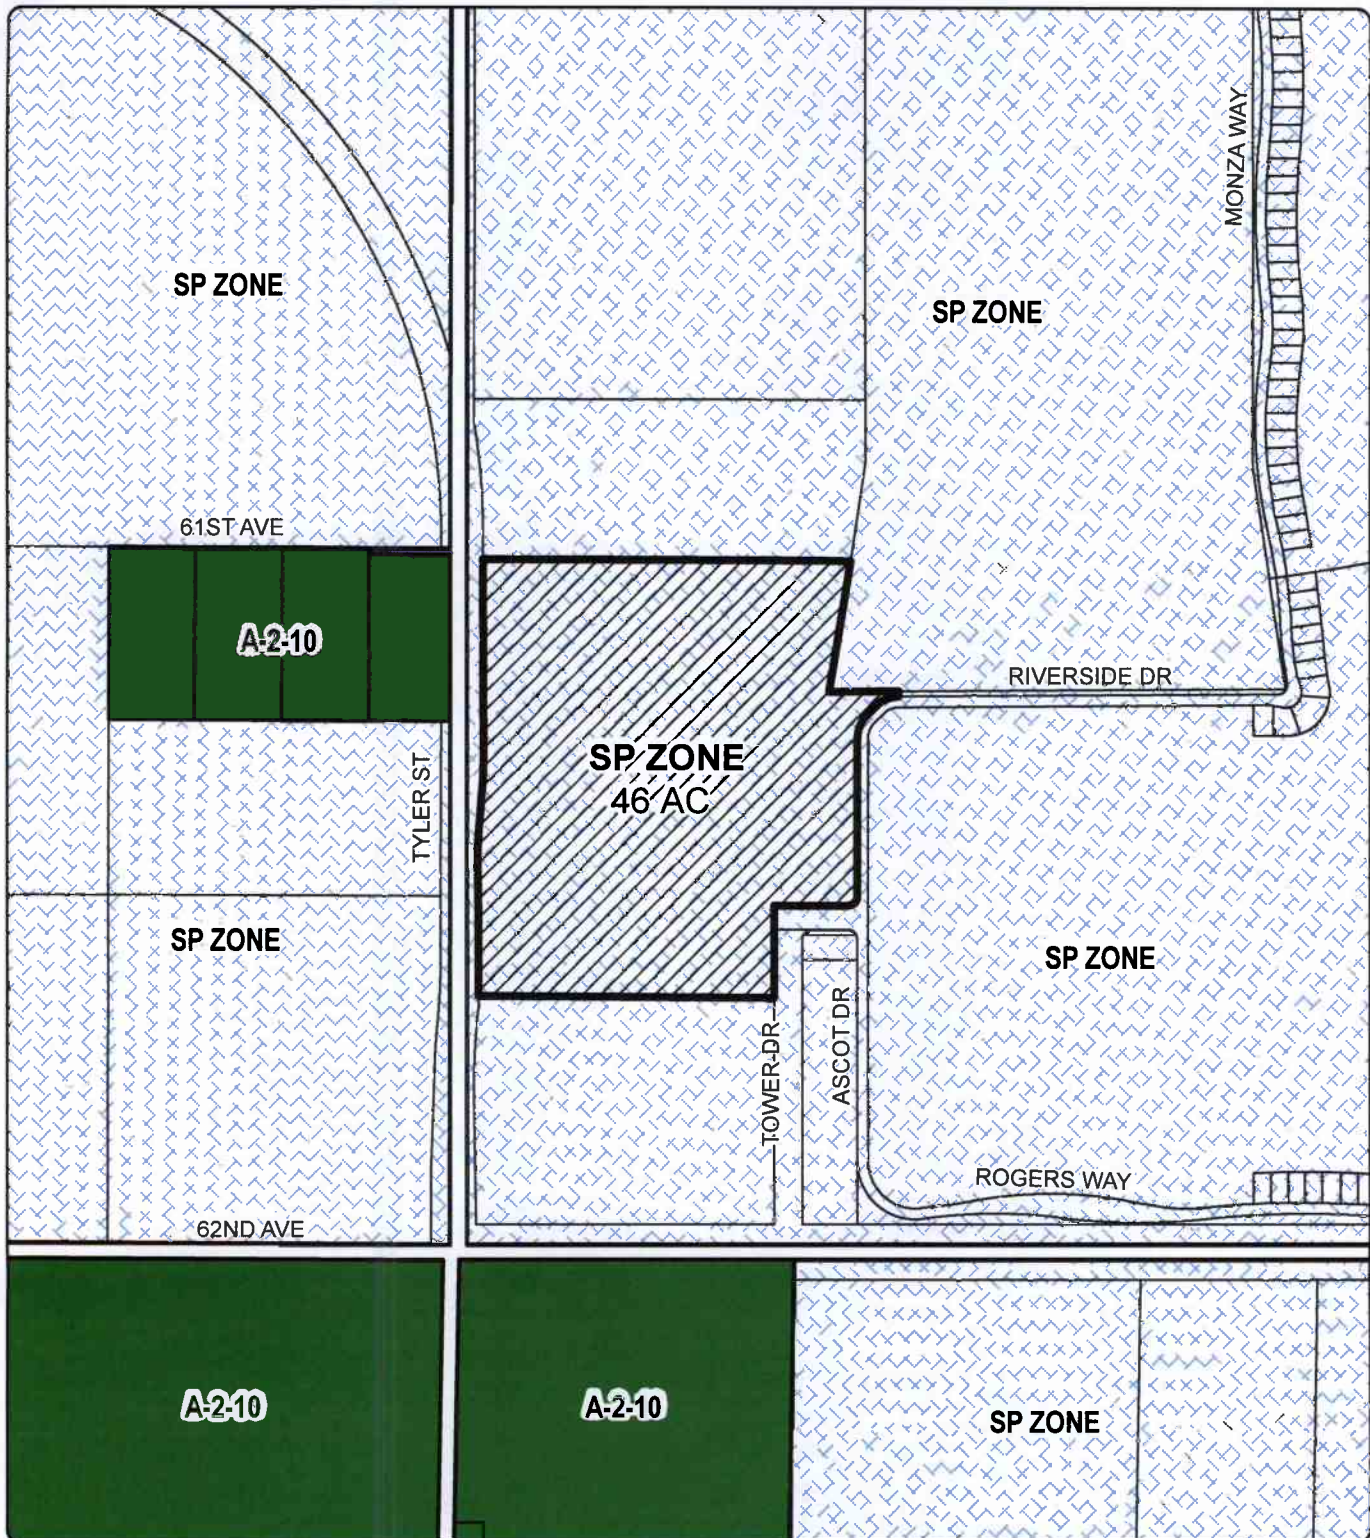 MONZA WAY
SP ZONE
SP ZONE
61ST AVE
A-2-10
RIVERSIDE DR
SP ZONE
46 AC
TYLER ST
SP ZONE
SP ZONE
TOWER DR
ASCOT DR
ROGERS WAY
62ND AVE
A-2-10
A-2-10
SP ZONE